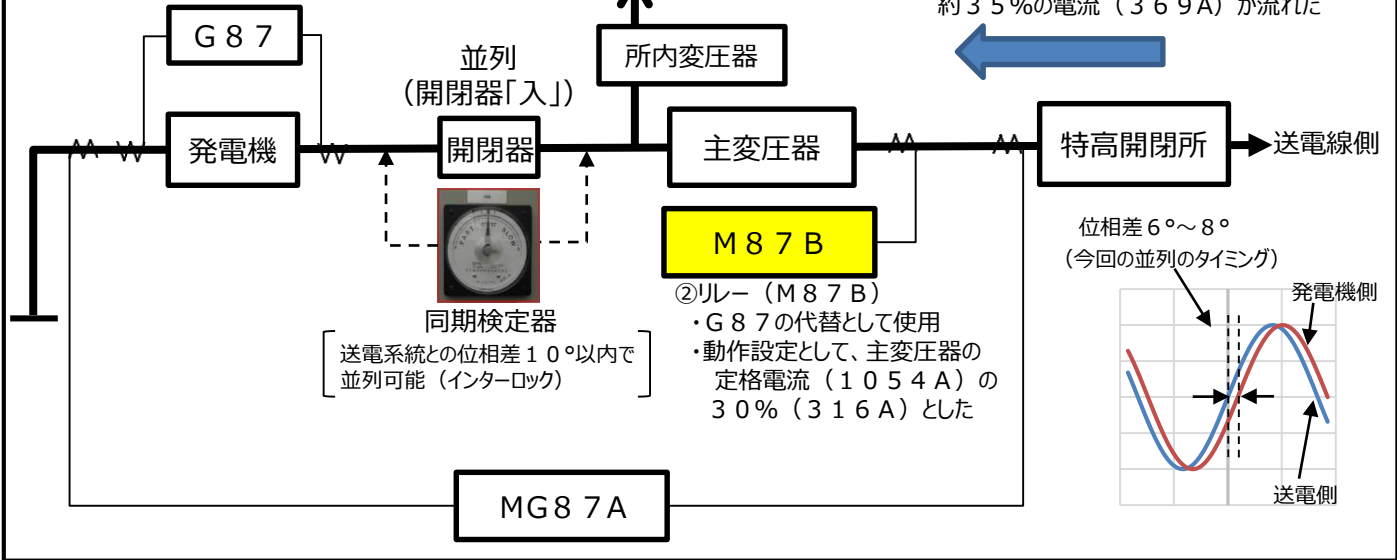 約３５％の電流（３６９Ａ）が流れた
Ｇ８７
並列
（開閉器「入」）
所内変圧器
発電機
開閉器
主変圧器
特高開閉所
送電線側
Ｍ８７Ｂ
同期検定器
送電系統との位相差１０°以内で
並列可能（インターロック）
②リレー（Ｍ８７Ｂ）
・Ｇ８７の代替として使用
・動作設定として、主変圧器の
定格電流（１０５４Ａ）の
３０％（３１６Ａ）とした
位相差６°～８°
（今回の並列のタイミング）
発電機側
送電側
ＭＧ８７Ａ